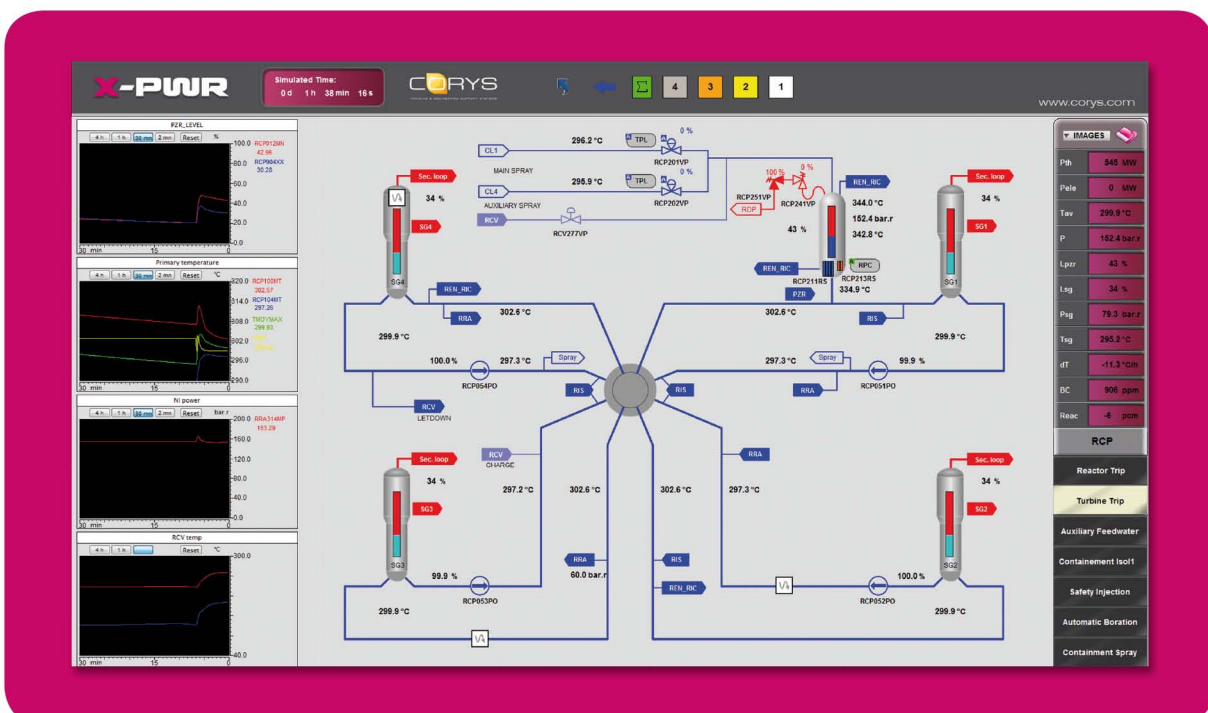 X-PWR
Simulated Time:
0 d 1 h 38 min 16 s
CORYS
Σ 4 3 2 1
www.corys.com
PZR_LEVEL
4 h 1 h 30 mn 2 mn Reset %
100.0
80.0
60.0
40.0
20.0
0.0
RCP012MN
42.96
RCP904XX
30.28
30 min 15 0
Primary temperature
4 h 1 h 30 mn 2 mn Reset °C
320.0
314.0
308.0
302.0
296.0
290.0
RCP100MT
302.57
RCP104MT
297.26
TMOYMAX
299.93
30 min 15 0
NI power
4 h 1 h 30 mn 2 mn Reset bar.r
200.0
160.0
120.0
80.0
40.0
0.0
RRA314MP
153.29
30 min 15 0
RCV temp
4 h 1 h Reset °C
300.0
40.0
30 min 15 0
CL1
296.2 °C
TPL
0 %
RCP201VP
MAIN SPRAY
CL4
295.9 °C
TPL
0 %
RCP202VP
AUXILIARY SPRAY
RCV
RCV277VP
100 %
0 %
RCP251VP
RCP241VP
RDP
REN_RIC
344.0 °C
152.4 bar.r
342.8 °C
43 %
REN_RIC
RPC
RCP211RS
RCP213RS
334.9 °C
PZR
Sec. loop
34 %
SG4
SG4
Sec. loop
34 %
SG1
SG1
REN_RIC
RRA
302.6 °C
302.6 °C
RIS
299.9 °C
299.9 °C
100.0 %
297.3 °C
Spray
RCP054PO
297.3 °C
Spray
99.9 %
RCP051PO
RRA
RIS
RIS
RCV
LETDOWN
RCV
CHARGE
RRA
Sec. loop
34 %
SG3
SG3
Sec. loop
34 %
SG2
SG2
297.2 °C
302.6 °C
302.6 °C
297.3 °C
RRA
60.0 bar.r
RIS
REN_RIC
99.9 %
RCP053PO
100.0 %
RCP052PO
299.9 °C
299.9 °C
IMAGES
Pth 845 MW
Pele 0 MW
Tav 299.9 °C
P 152.4 bar.r
Lpzr 43 %
Lsg 34 %
Psg 79.3 bar.r
Tsg 295.2 °C
dT -11.3 °C/h
BC 906 ppm
Reac -6 pcm
RCP
Reactor Trip
Turbine Trip
Auxiliary Feedwater
Containement Isol1
Safety Injection
Automatic Boration
Containment Spray